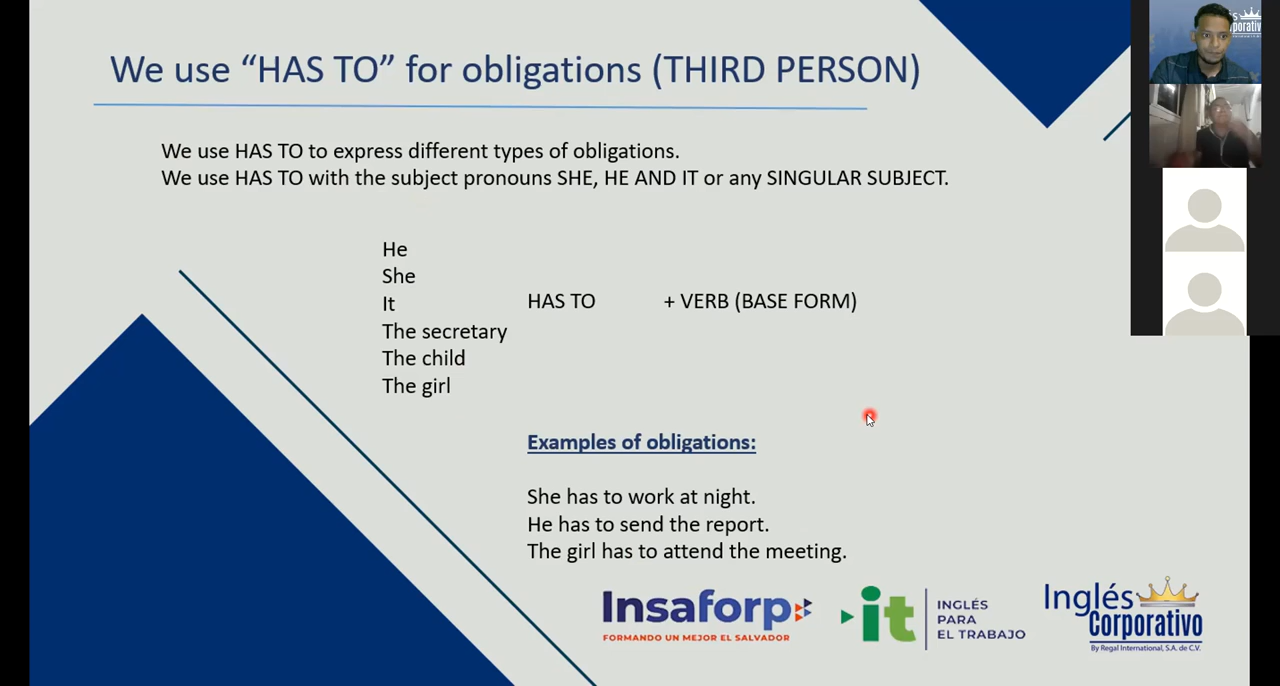 We use “HAS TO” for obligations (THIRD PERSON)
We use HAS TO to express different types of obligations.
We use HAS TO with the subject pronouns SHE, HE AND IT or any SINGULAR SUBJECT.
He
She
It
The secretary
The child
The girl
HAS TO
+ VERB (BASE FORM)
Examples of obligations:
She has to work at night.
He has to send the report.
The girl has to attend the meeting.
Insaforp
FORMANDO UN MEJOR EL SALVADOR
it
INGLÉS
PARA
EL TRABAJO
Inglés
Corporativo
By Regal International, S.A. de C.V.